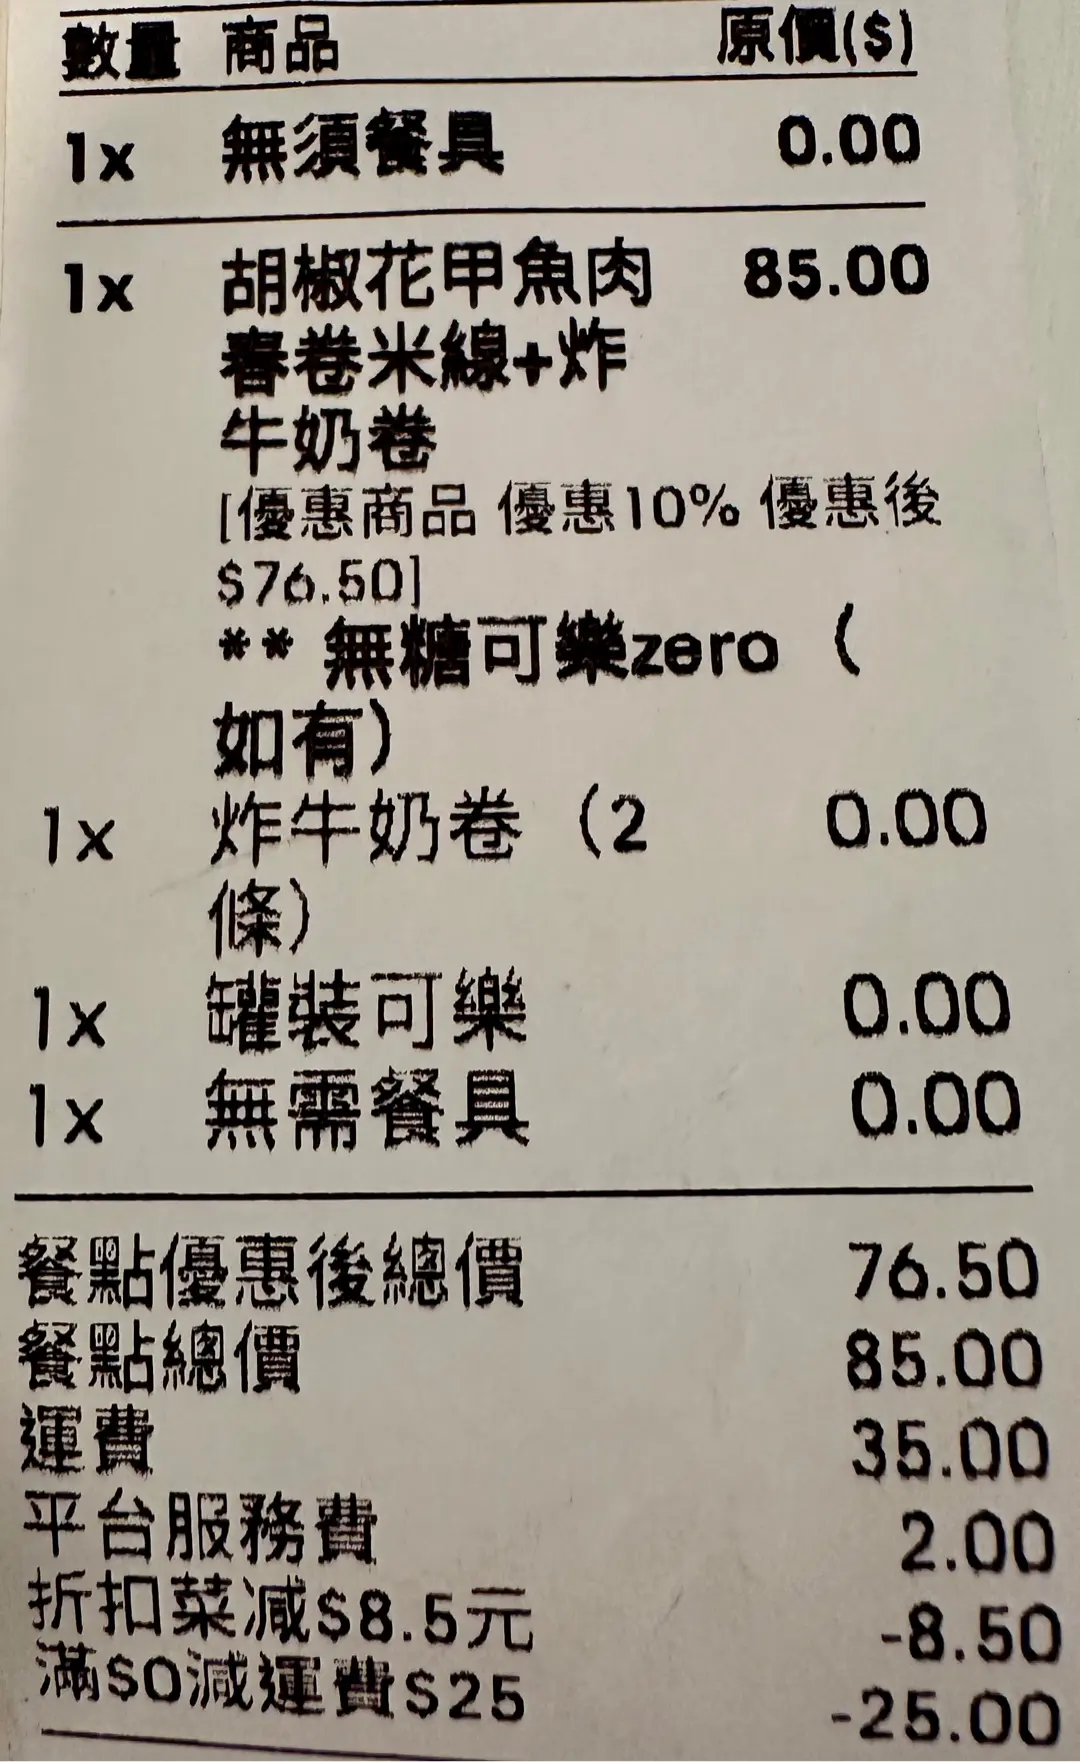 數量 商品 原價($)
1x 無須餐具 0.00
1x 胡椒花甲魚肉 85.00
春卷米線+炸
牛奶卷
[優惠商品 優惠10% 優惠後
$76.50]
** 無糖可樂zero（
如有）
1x 炸牛奶卷（2 0.00
條）
1x 罐裝可樂 0.00
1x 無需餐具 0.00
餐點優惠後總價 76.50
餐點總價 85.00
運費 35.00
平台服務費 2.00
折扣菜減$8.5元 -8.50
滿$0減運費$25 -25.00